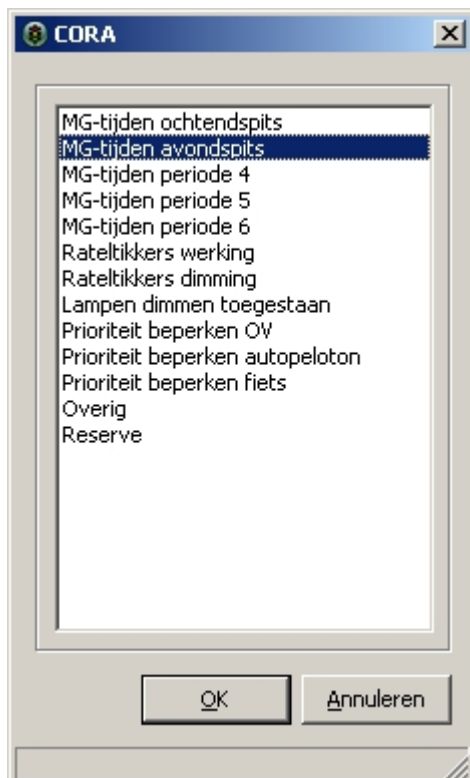 CORA
MG-tijden ochtendspits
MG-tijden avondspits
MG-tijden periode 4
MG-tijden periode 5
MG-tijden periode 6
Rateltikkers werking
Rateltikkers dimming
Lampen dimmen toegestaan
Prioriteit beperken OV
Prioriteit beperken autopeloton
Prioriteit beperken fiets
Overig
Reserve
OK Annuleren